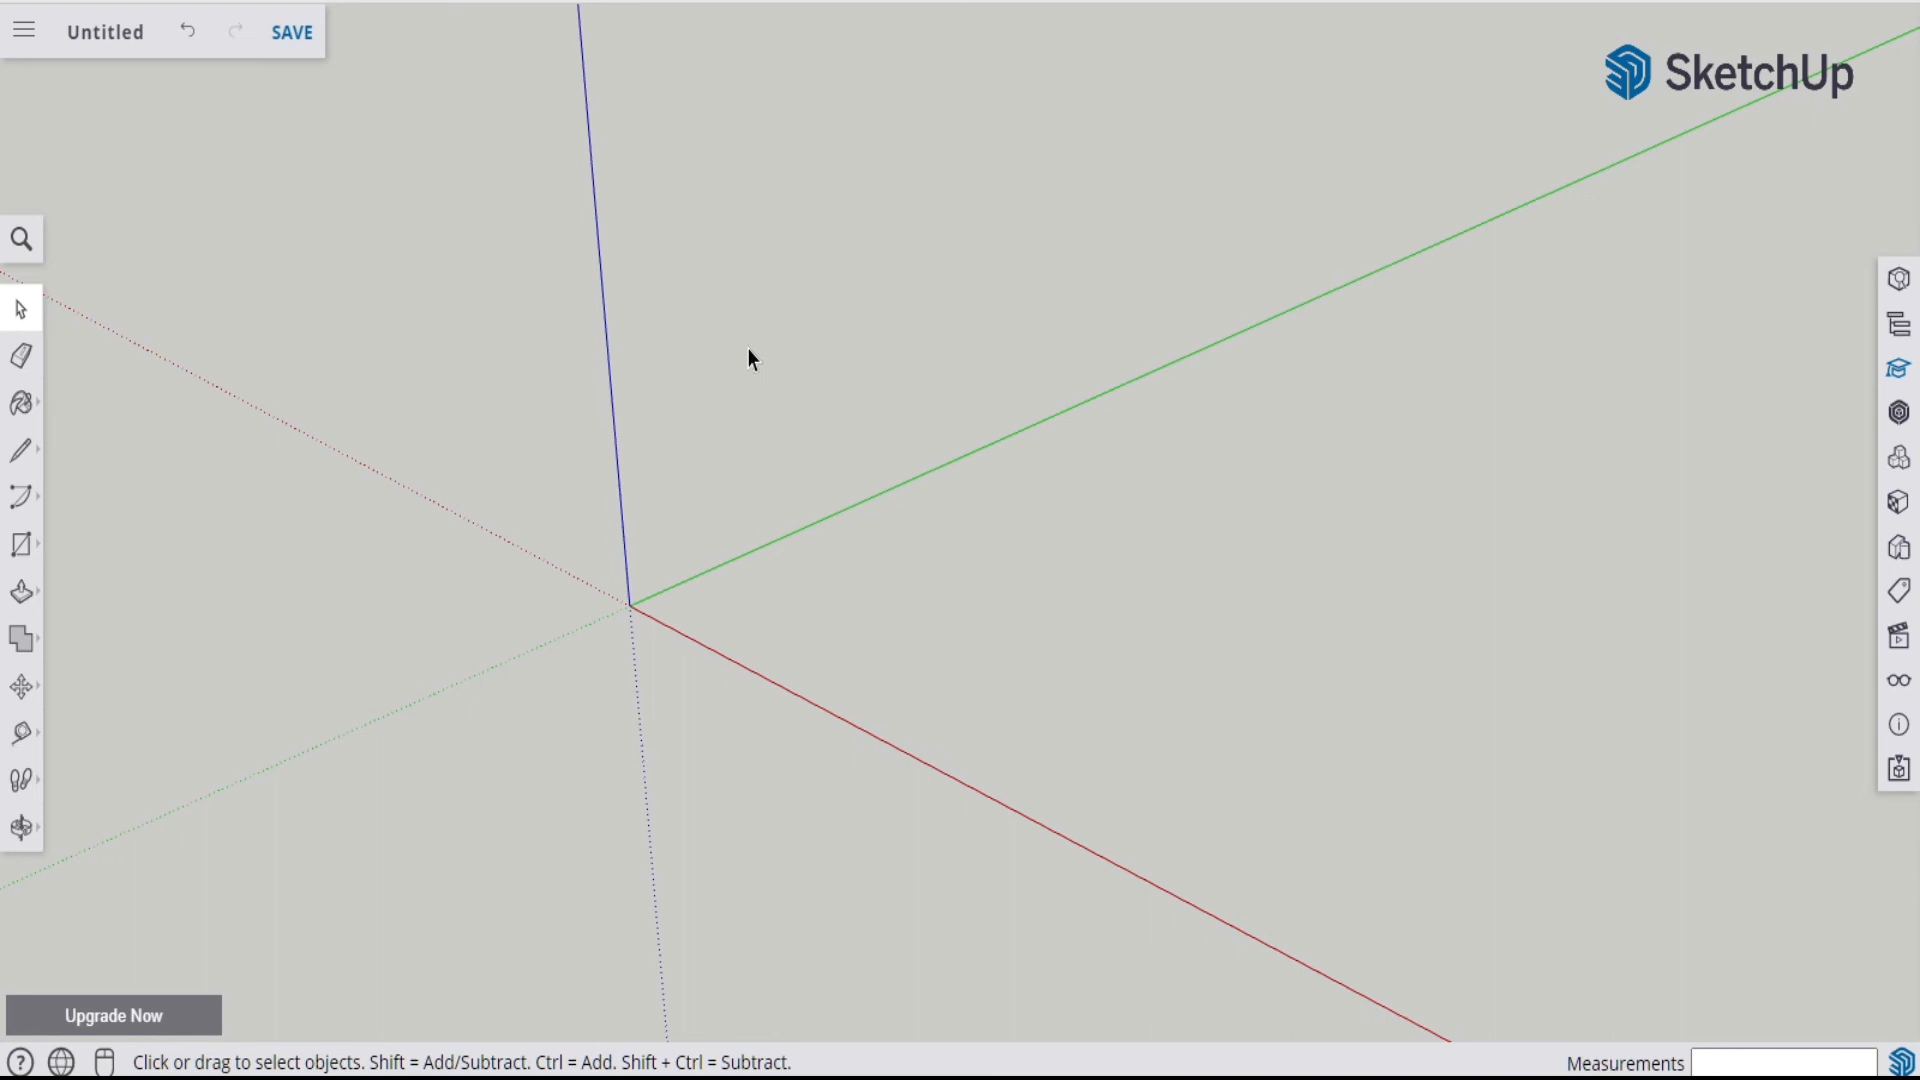 Untitled
SAVE
SketchUp
Upgrade Now
Click or drag to select objects. Shift = Add/Subtract. Ctrl = Add. Shift + Ctrl = Subtract.
Measurements